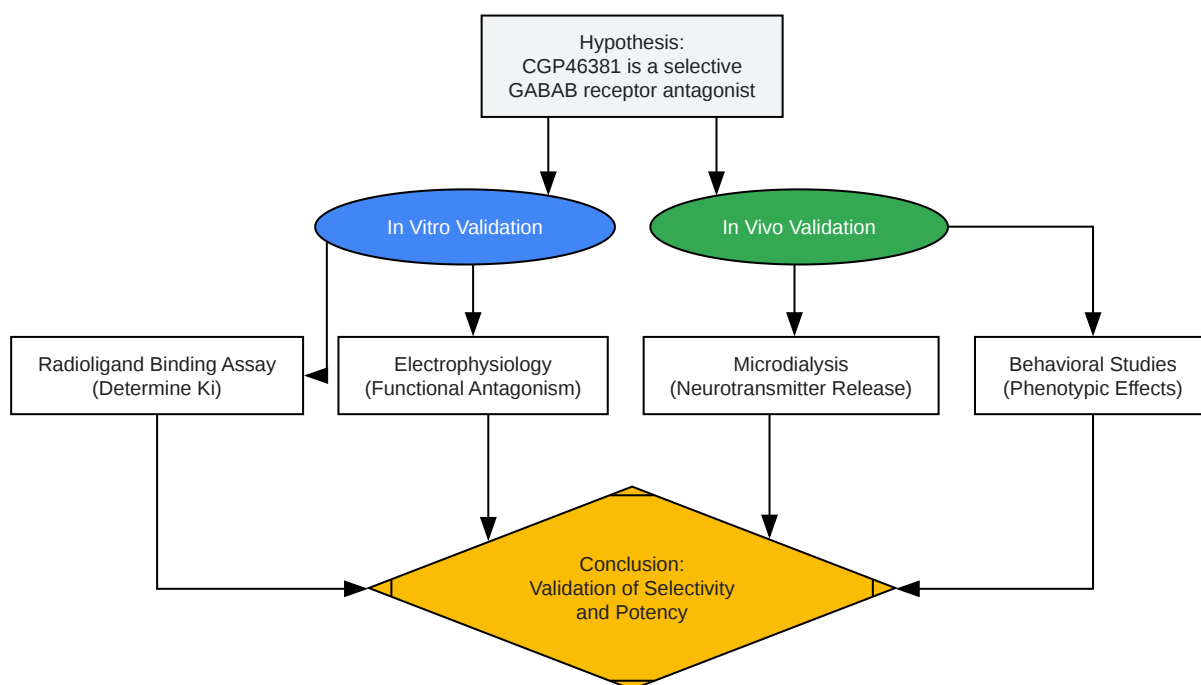 Hypothesis:
CGP46381 is a selective
GABAB receptor antagonist
In Vitro Validation
In Vivo Validation
Radioligand Binding Assay
(Determine Ki)
Electrophysiology
(Functional Antagonism)
Microdialysis
(Neurotransmitter Release)
Behavioral Studies
(Phenotypic Effects)
Conclusion:
Validation of Selectivity
and Potency